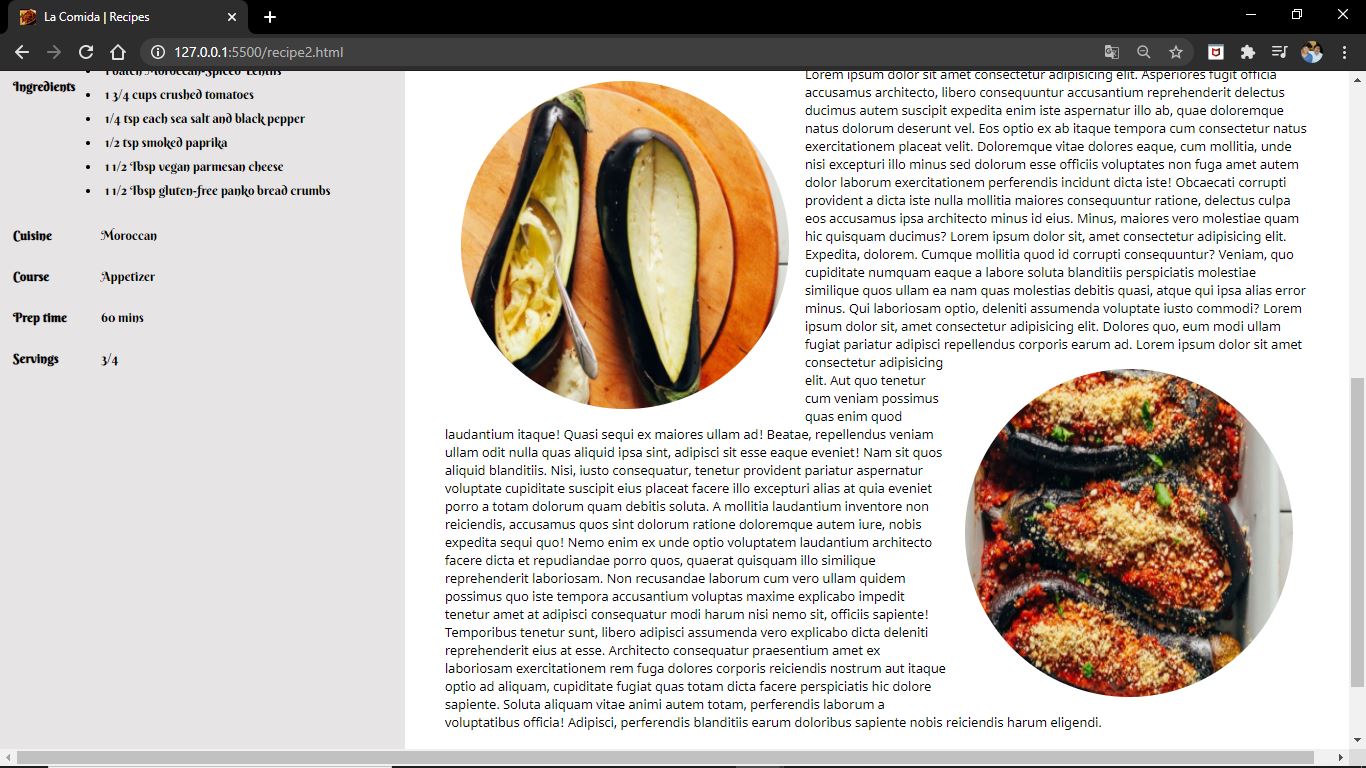 La Comida | Recipes
127.0.0.1:5500/recipe2.html
1 batch Moroccan-Spiced Lentils
Ingredients
1 3/4 cups crushed tomatoes
1/4 tsp each sea salt and black pepper
1/2 tsp smoked paprika
1 1/2 Tbsp vegan parmesan cheese
1 1/2 Tbsp gluten-free panko bread crumbs
Cuisine Moroccan
Course Appetizer
Prep time 60 mins
Servings 3/4
Lorem ipsum dolor sit amet consectetur adipisicing elit. Asperiores fugit officia
accusamus architecto, libero consequuntur accusantium reprehenderit delectus
ducimus autem suscipit expedita enim iste aspernatur illo ab, quae doloremque
natus dolorum deserunt vel. Eos optio ex ab itaque tempora cum consectetur natus
exercitationem placeat velit. Doloremque vitae dolores eaque, cum mollitia, unde
nisi excepturi illo minus sed dolorum esse officiis voluptates non fuga amet autem
dolor laborum exercitationem perferendis incidunt dicta iste! Obcaecati corrupti
provident a dicta iste nulla mollitia maiores consequuntur ratione, delectus culpa
eos accusamus ipsa architecto minus id eius. Minus, maiores vero molestiae quam
hic quisquam ducimus? Lorem ipsum dolor sit, amet consectetur adipisicing elit.
Expedita, dolorem. Cumque mollitia quod id corrupti consequuntur? Veniam, quo
cupiditate numquam eaque a labore soluta blanditiis perspiciatis molestiae
similique quos ullam ea nam quas molestias debitis quasi, atque qui ipsa alias error
minus. Qui laboriosam optio, deleniti assumenda voluptate iusto commodi? Lorem
ipsum dolor sit, amet consectetur adipisicing elit. Dolores quo, eum modi ullam
fugiat pariatur adipisci repellendus corporis earum ad. Lorem ipsum dolor sit amet
consectetur adipisicing
elit. Aut quo tenetur
cum veniam possimus
quas enim quod
laudantium itaque! Quasi sequi ex maiores ullam ad! Beatae, repellendus veniam
ullam odit nulla quas aliquid ipsa sint, adipisci sit esse eaque eveniet! Nam sit quos
aliquid blanditiis. Nisi, iusto consequatur, tenetur provident pariatur aspernatur
voluptate cupiditate suscipit eius placeat facere illo excepturi alias at quia eveniet
porro a totam dolorum quam debitis soluta. A mollitia laudantium inventore non
reiciendis, accusamus quos sint dolorum ratione doloremque autem iure, nobis
expedita sequi quo! Nemo enim ex unde optio voluptatem laudantium architecto
facere dicta et repudiandae porro quos, quaerat quisquam illo similique
reprehenderit laboriosam. Non recusandae laborum cum vero ullam quidem
possimus quo iste tempora accusantium voluptas maxime explicabo impedit
tenetur amet at adipisci consequatur modi harum nisi nemo sit, officiis sapiente!
Temporibus tenetur sunt, libero adipisci assumenda vero explicabo dicta deleniti
reprehenderit eius at esse. Architecto consequatur praesentium amet ex
laboriosam exercitationem rem fuga dolores corporis reiciendis nostrum aut itaque
optio ad aliquam, cupiditate fugiat quas totam dicta facere perspiciatis hic dolore
sapiente. Soluta aliquam vitae animi autem totam, perferendis laborum a
voluptatibus officia! Adipisci, perferendis blanditiis earum doloribus sapiente nobis reiciendis harum eligendi.